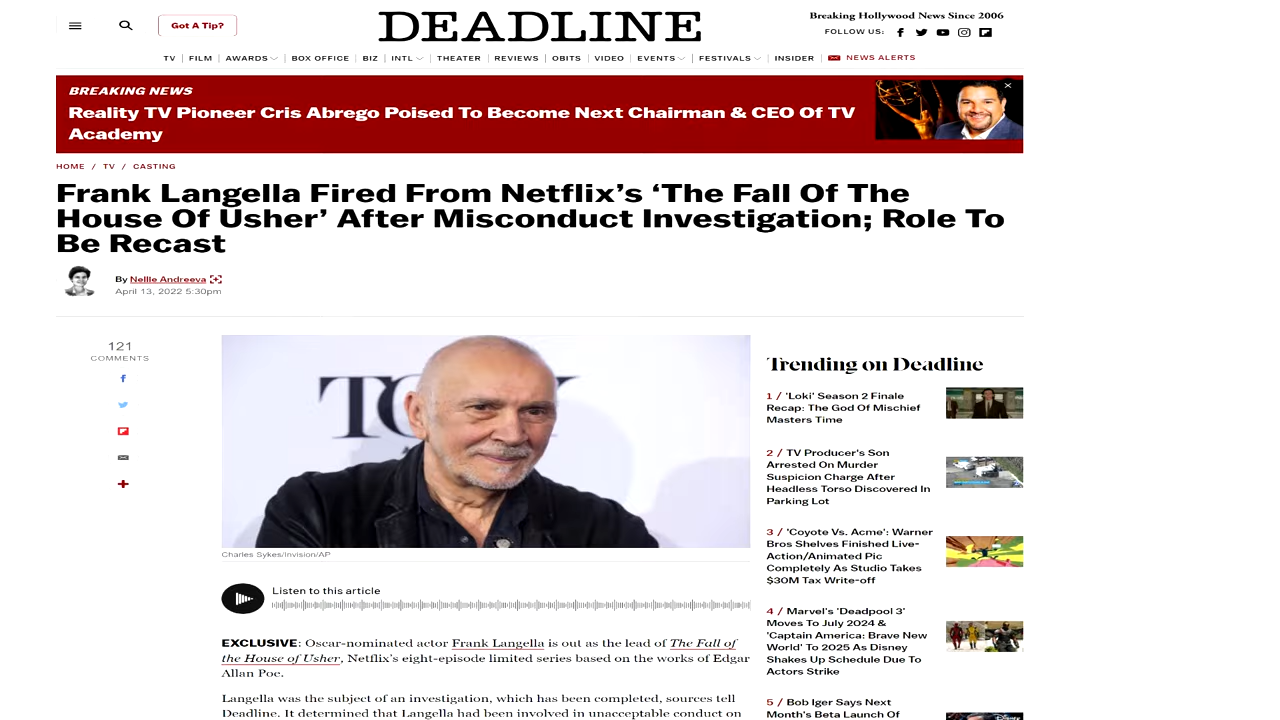 Got A Tip?
DEADLINE
Breaking Hollywood News Since 2006
FOLLOW US:
TV | FILM | AWARDS | BOX OFFICE | BIZ | INTL | THEATER | REVIEWS | OBITS | VIDEO | EVENTS | FESTIVALS | INSIDER | NEWS ALERTS
BREAKING NEWS
Reality TV Pioneer Cris Abrego Poised To Become Next Chairman & CEO Of TV
Academy
HOME / TV / CASTING
Frank Langella Fired From Netflix's ‘The Fall Of The
House Of Usher’ After Misconduct Investigation; Role To
Be Recast
By Nellie Andreeva
April 13, 2022 5:30pm
121
COMMENTS
TO
Charles Sykes/Invision/AP
Listen to this article
EXCLUSIVE: Oscar-nominated actor Frank Langella is out as the lead of The Fall of
the House of Usher, Netflix's eight-episode limited series based on the works of Edgar
Allan Poe.
Langella was the subject of an investigation, which has been completed, sources tell
Deadline. It determined that Langella had been involved in unacceptable conduct on
Trending on Deadline
1 / 'Loki' Season 2 Finale
Recap: The God Of Mischief
Masters Time
2 / TV Producer's Son
Arrested On Murder
Suspicion Charge After
Headless Torso Discovered In
Parking Lot
3 / 'Coyote Vs. Acme': Warner
Bros Shelves Finished Live-
Action/Animated Pic
Completely As Studio Takes
$30M Tax Write-off
4 / Marvel's 'Deadpool 3'
Moves To July 2024 &
'Captain America: Brave New
World' To 2025 As Disney
Shakes Up Schedule Due To
Actors Strike
5 / Bob Iger Says Next
Month's Beta Launch Of
Disney